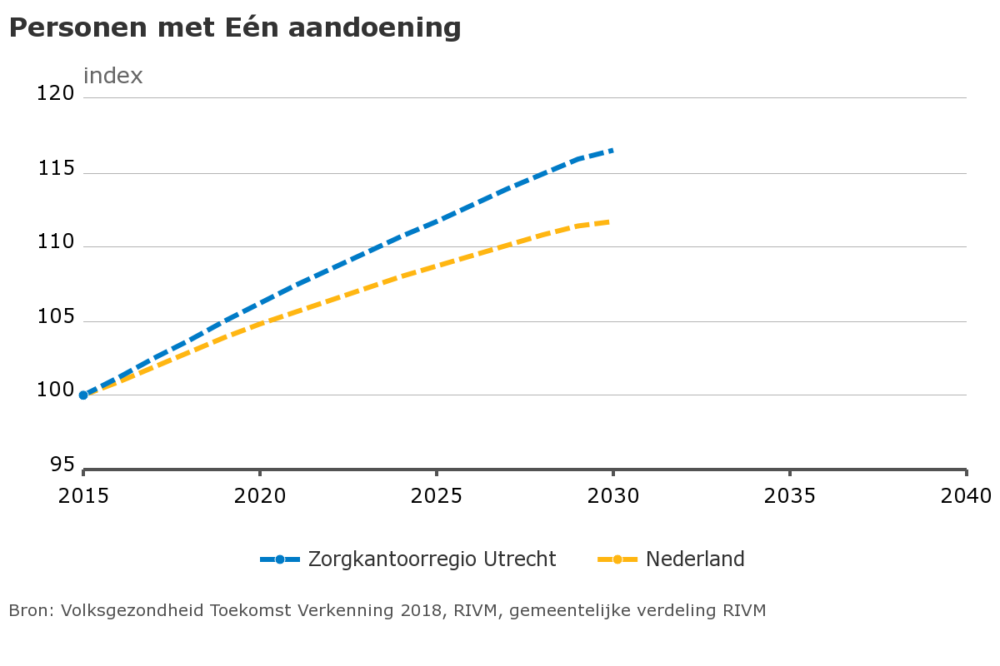 Personen met Eén aandoening
index
120
115
110
105
100
95
2015 2020 2025 2030 2035 2040
Zorgkantoorregio Utrecht Nederland
Bron: Volksgezondheid Toekomst Verkenning 2018, RIVM, gemeentelijke verdeling RIVM